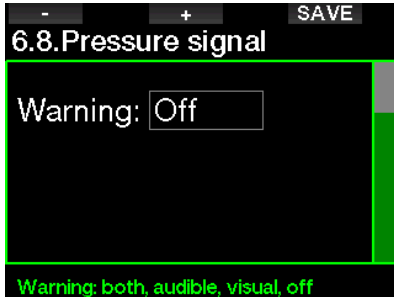 - + SAVE
6.8.Pressure signal
Warning: Off
Warning: both, audible, visual, off